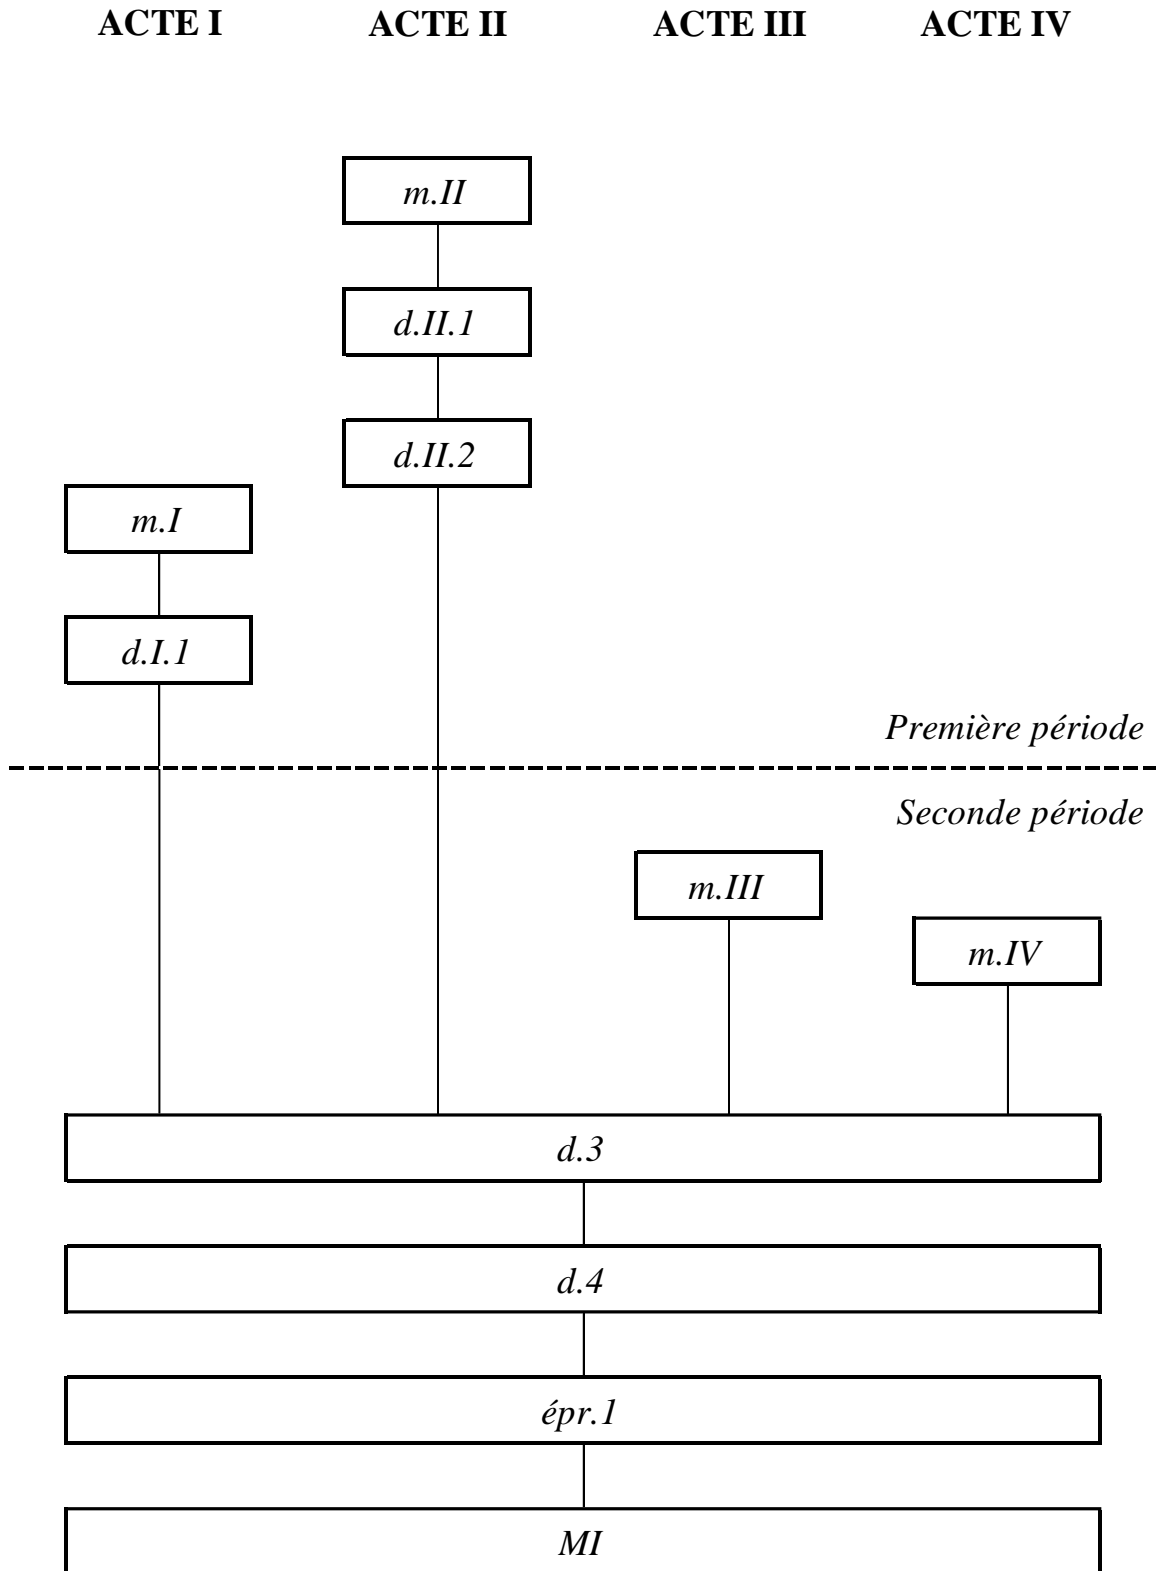 ACTE I ACTE II ACTE III ACTE IV
m.II
d.II.1
d.II.2
m.I
d.I.1
Première période
Seconde période
m.III
m.IV
d.3
d.4
épr.1
MI